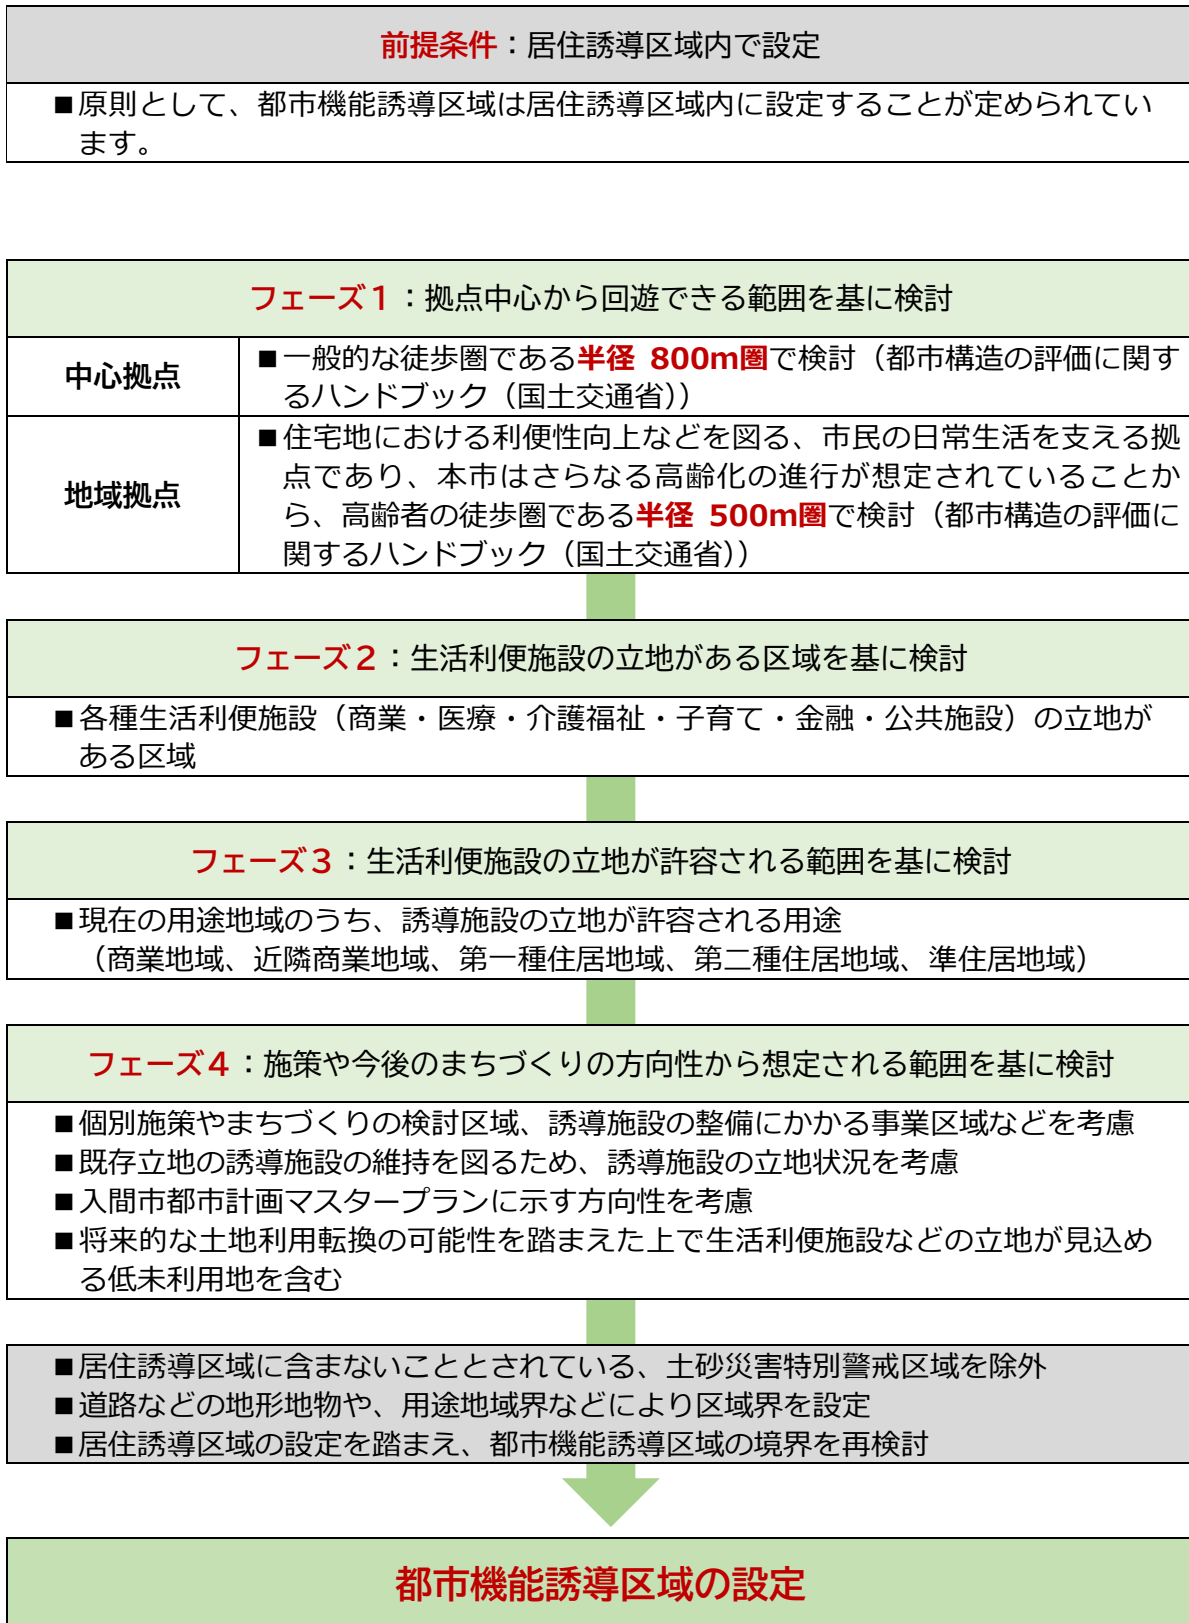 前提条件：居住誘導区域内で設定
■原則として、都市機能誘導区域は居住誘導区域内に設定することが定められてい
ます。
フェーズ１：拠点中心から回遊できる範囲を基に検討
中心拠点
■一般的な徒歩圏である半径 800m圏で検討（都市構造の評価に関す
るハンドブック（国土交通省））
地域拠点
■住宅地における利便性向上などを図る、市民の日常生活を支える拠
点であり、本市はさらなる高齢化の進行が想定されていることか
ら、高齢者の徒歩圏である半径 500m圏で検討（都市構造の評価に
関するハンドブック（国土交通省））
フェーズ２：生活利便施設の立地がある区域を基に検討
■各種生活利便施設（商業・医療・介護福祉・子育て・金融・公共施設）の立地が
ある区域
フェーズ３：生活利便施設の立地が許容される範囲を基に検討
■現在の用途地域のうち、誘導施設の立地が許容される用途
（商業地域、近隣商業地域、第一種住居地域、第二種住居地域、準住居地域）
フェーズ４：施策や今後のまちづくりの方向性から想定される範囲を基に検討
■個別施策やまちづくりの検討区域、誘導施設の整備にかかる事業区域などを考慮
■既存立地の誘導施設の維持を図るため、誘導施設の立地状況を考慮
■入間市都市計画マスタープランに示す方向性を考慮
■将来的な土地利用転換の可能性を踏まえた上で生活利便施設などの立地が見込め
る低未利用地を含む
■居住誘導区域に含まないこととされている、土砂災害特別警戒区域を除外
■道路などの地形地物や、用途地域界などにより区域界を設定
■居住誘導区域の設定を踏まえ、都市機能誘導区域の境界を再検討
都市機能誘導区域の設定